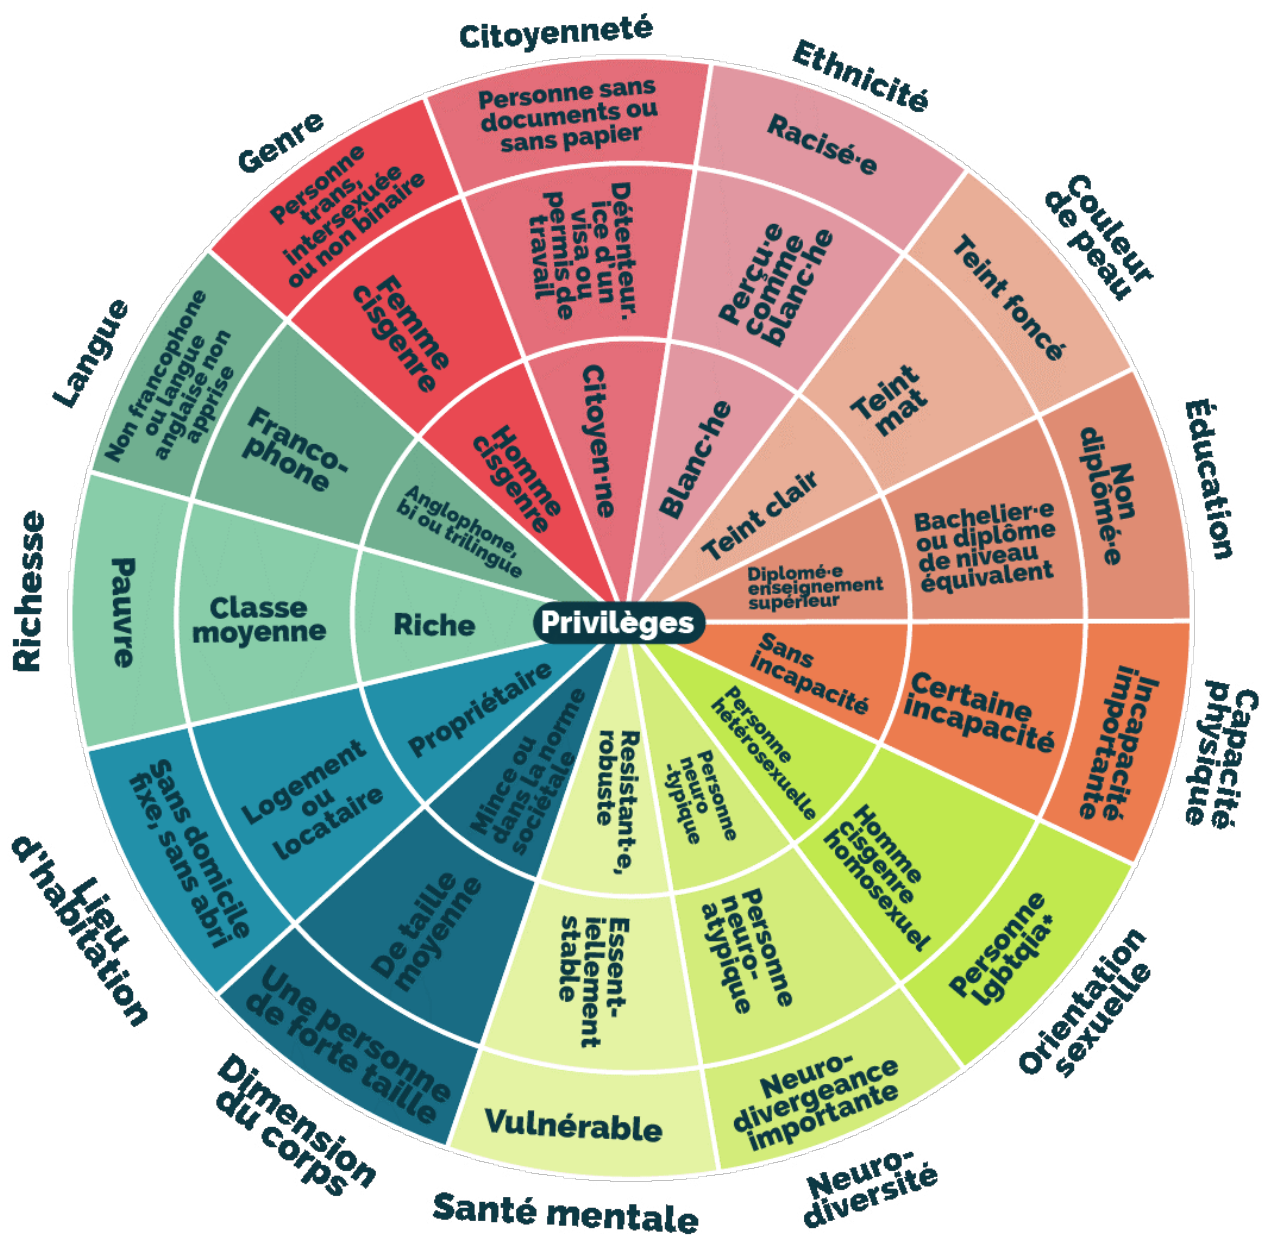 Citoyenneté
Personne sans
documents ou
sans papier
Détenteur·
ice d'un
visa ou
permis de
travail
Citoyen·ne
Ethnicité
Racisé·e
Perçu·e
comme
blanc·he
Blanc·he
Couleur
de peau
Teint foncé
Teint
mat
Teint clair
Éducation
Non
diplômé·e
Bachelier·e
ou diplôme
de niveau
équivalent
Diplomé·e
enseignement
supérieur
Capacité
physique
Incapacité
importante
Certaine
incapacité
Sans
incapacité
Orientation
sexuelle
Personne
lgbtqia+
Homme
cisgenre
homosexuel
Personne
hétérosexuelle
Neuro-
diversité
Neuro-
divergeance
importante
Personne
neuro-
atypique
Personne
neuro
-typique
Santé mentale
Vulnérable
Essent-
iellement
stable
Resistant·e,
robuste
Dimension
du corps
Une personne
de forte taille
De taille
moyenne
Mince ou
dans la norme
sociétale
Lieu
d'habitation
Sans domicile
fixe, sans abri
Logement
ou
locataire
Propriétaire
Richesse
Pauvre
Classe
moyenne
Riche
Langue
Non francophone
ou langue
anglaise non
apprise
Franco-
phone
Anglophone,
bi ou trilingue
Genre
Personne
trans,
intersexuée
ou non binaire
Femme
cisgenre
Homme
cisgenre
Privilèges